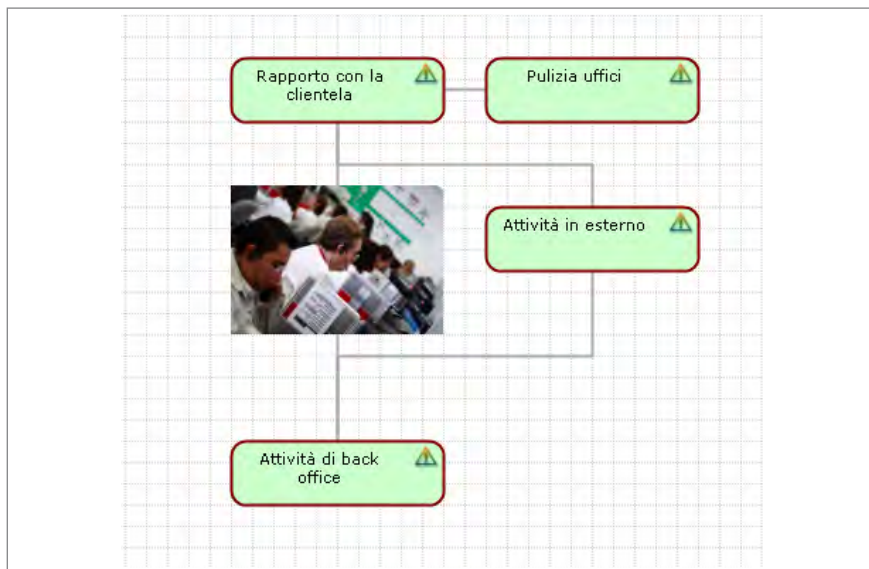 Rapporto con la
clientela
Pulizia uffici
Attività in esterno
Attività di back
office